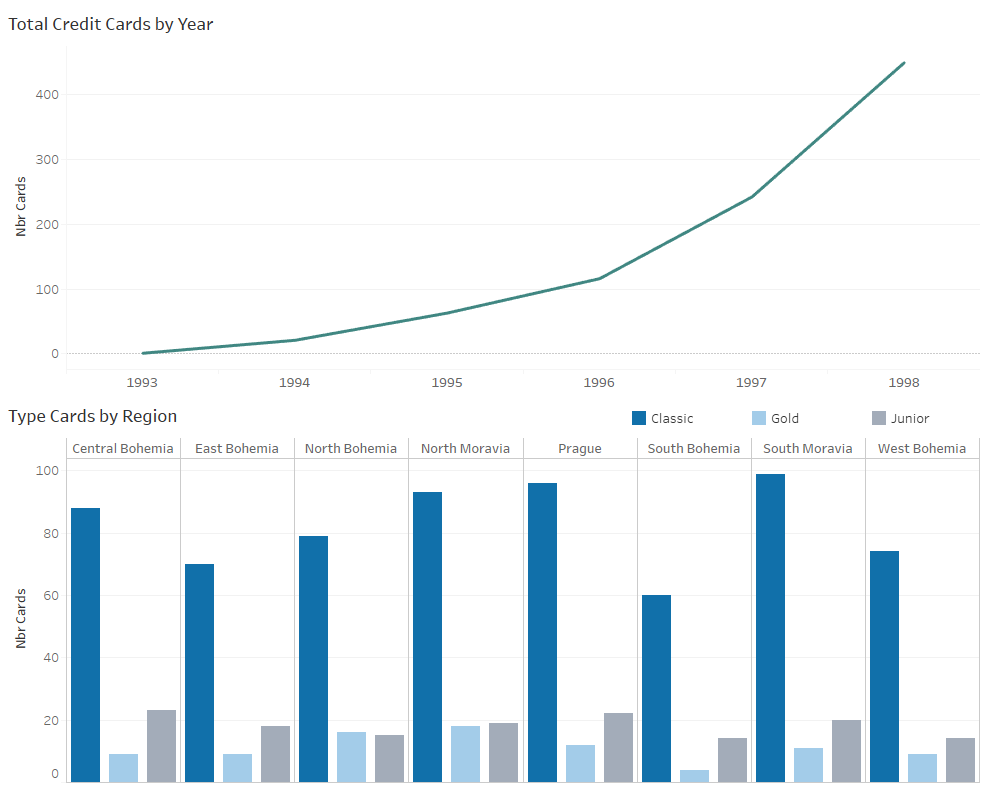 Total Credit Cards by Year
400
300
200
100
0
Nbr Cards
1993 1994 1995 1996 1997 1998
Type Cards by Region
Classic Gold Junior
Central Bohemia East Bohemia North Bohemia North Moravia Prague South Bohemia South Moravia West Bohemia
100
80
60
40
20
0
Nbr Cards